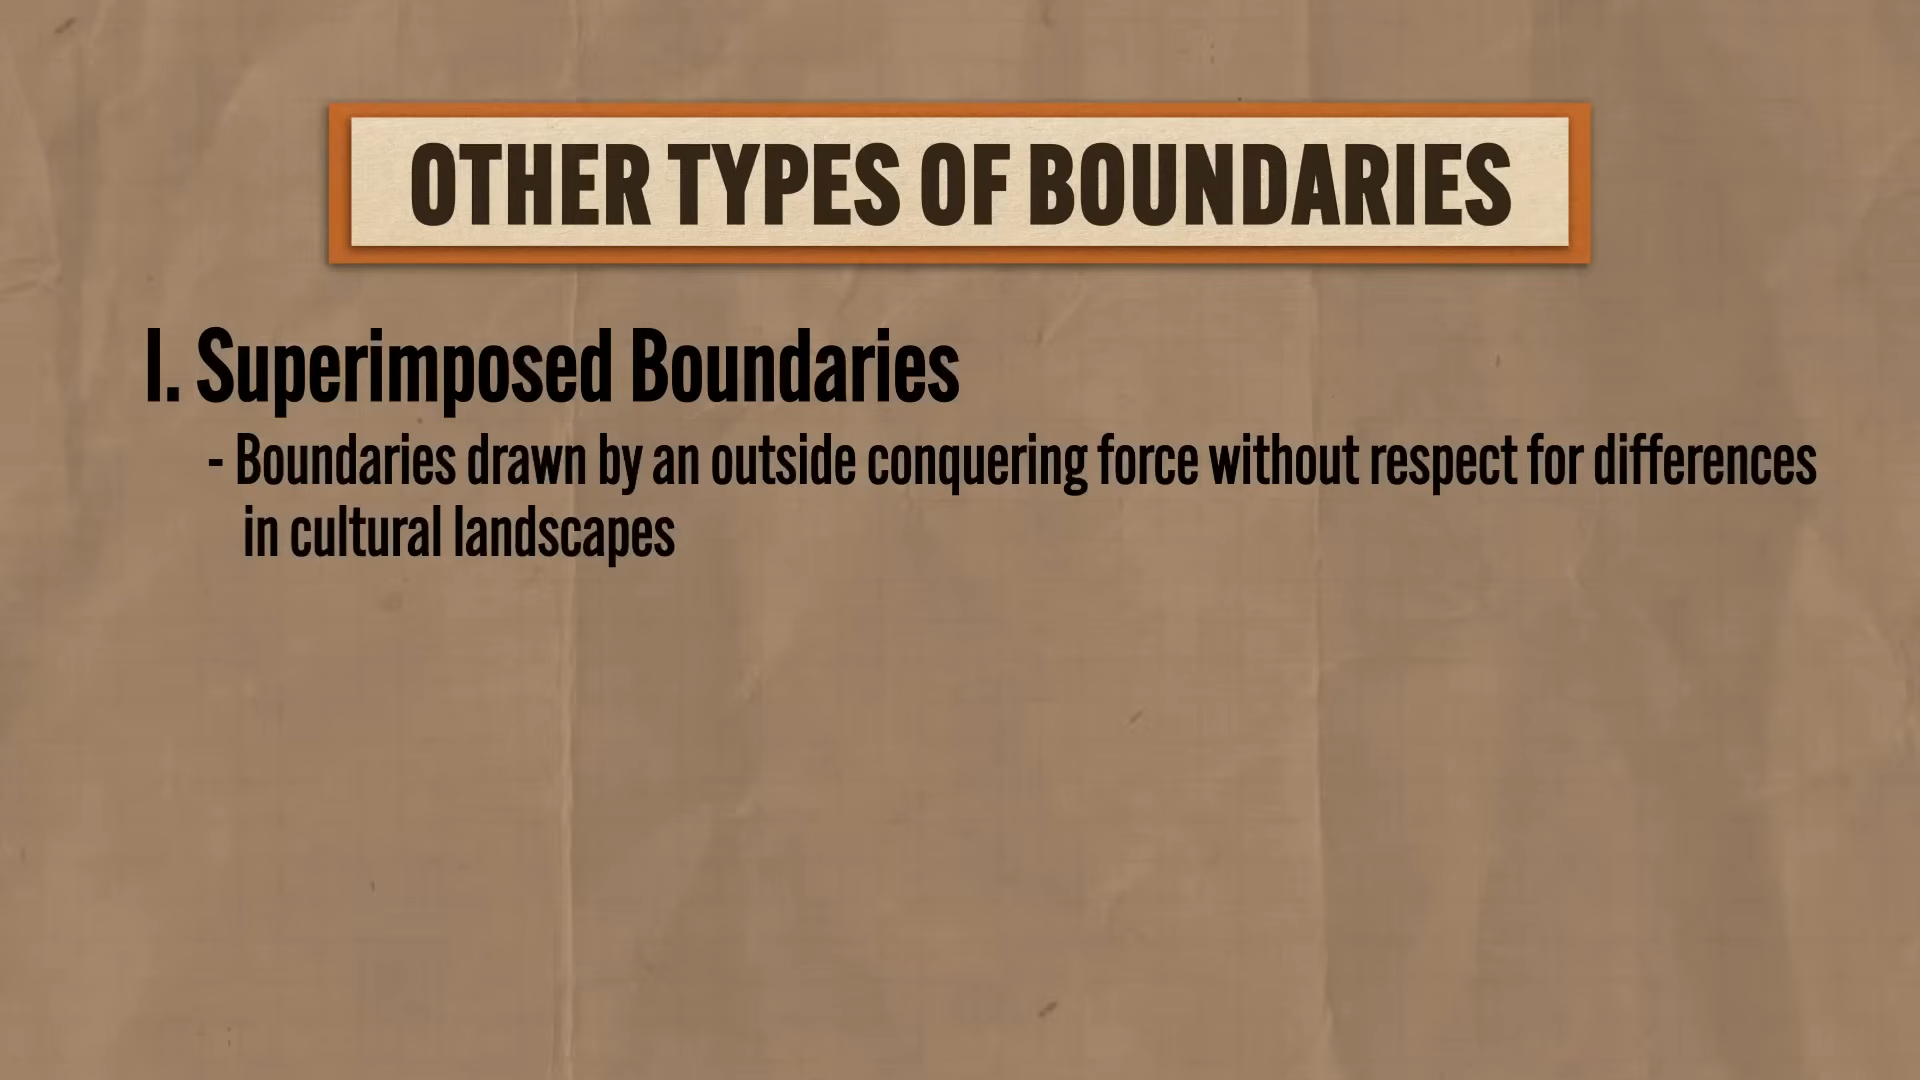 OTHER TYPES OF BOUNDARIES
I. Superimposed Boundaries
- Boundaries drawn by an outside conquering force without respect for differences
in cultural landscapes